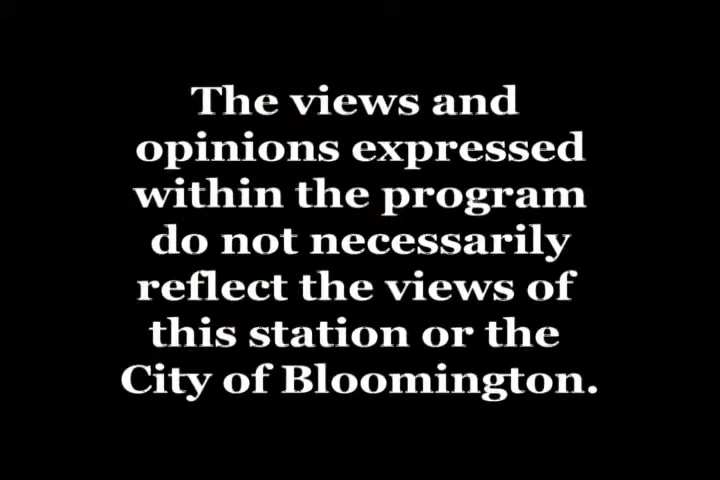 The views and
opinions expressed
within the program
do not necessarily
reflect the views of
this station or the
City of Bloomington.